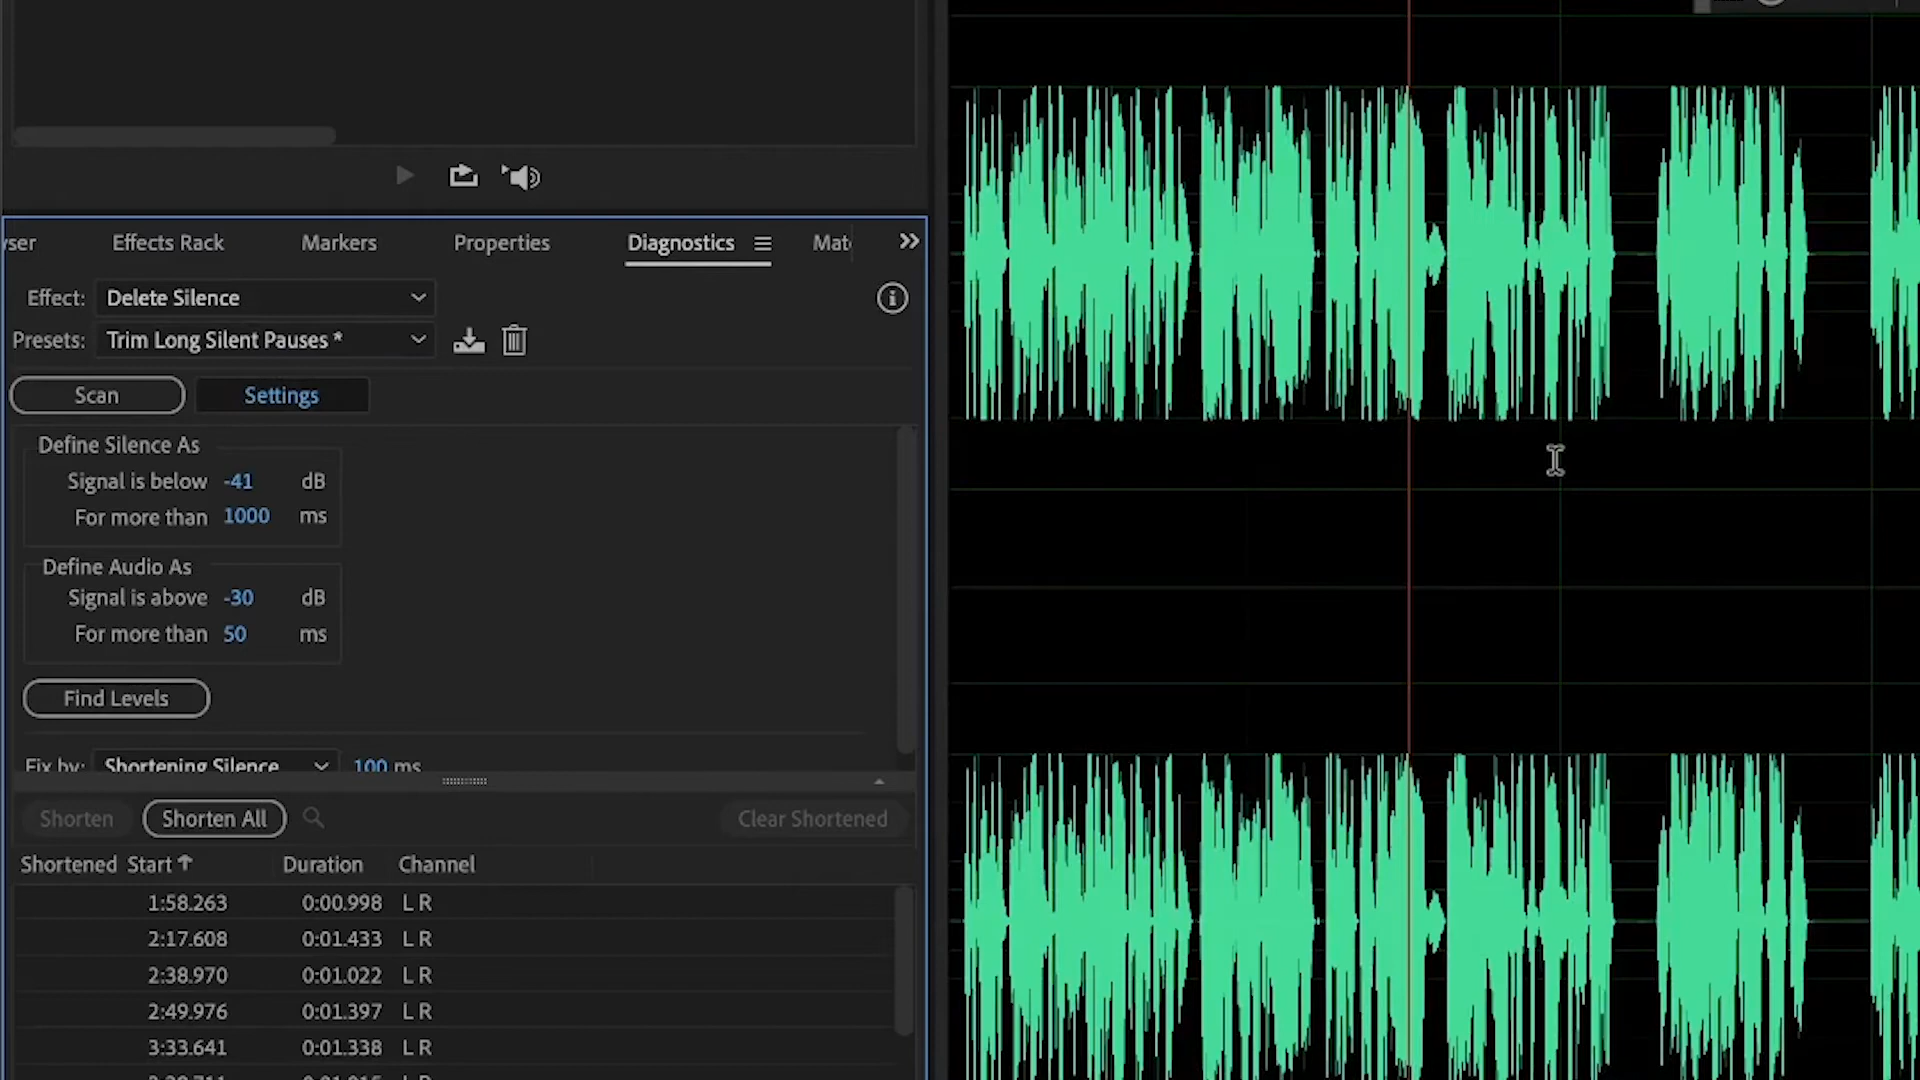 Effects Rack Markers Properties Diagnostics
Effect: Delete Silence
Presets: Trim Long Silent Pauses *
Scan Settings
Define Silence As
Signal is below -41 dB
For more than 1000 ms
Define Audio As
Signal is above -30 dB
For more than 50 ms
Find Levels
Fix by: Shortening Silence 100 ms
Shorten Shorten All Clear Shortened
Shortened Start Duration Channel
1:58.263 0:00.998 L R
2:17.608 0:01.433 L R
2:38.970 0:01.022 L R
2:49.976 0:01.397 L R
3:33.641 0:01.338 L R